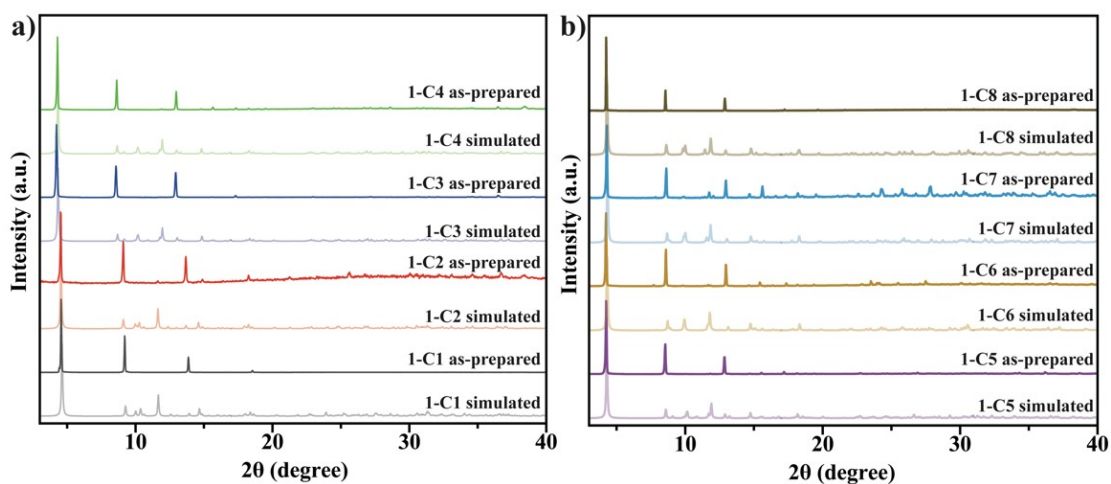 a)
Intensity (a.u.)
1-C4 as-prepared
1-C4 simulated
1-C3 as-prepared
1-C3 simulated
1-C2 as-prepared
1-C2 simulated
1-C1 as-prepared
1-C1 simulated
10 20 30 40
2θ (degree)
b)
Intensity (a.u.)
1-C8 as-prepared
1-C8 simulated
1-C7 as-prepared
1-C7 simulated
1-C6 as-prepared
1-C6 simulated
1-C5 as-prepared
1-C5 simulated
10 20 30 40
2θ (degree)